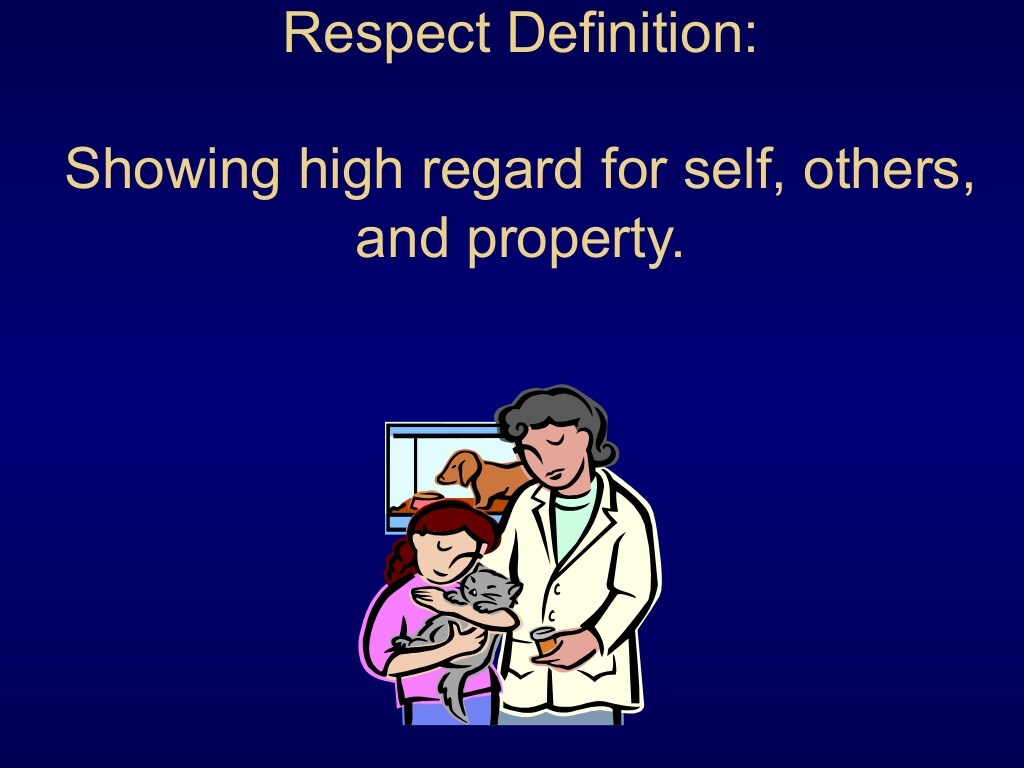 Respect Definition:
Showing high regard for self, others,
and property.